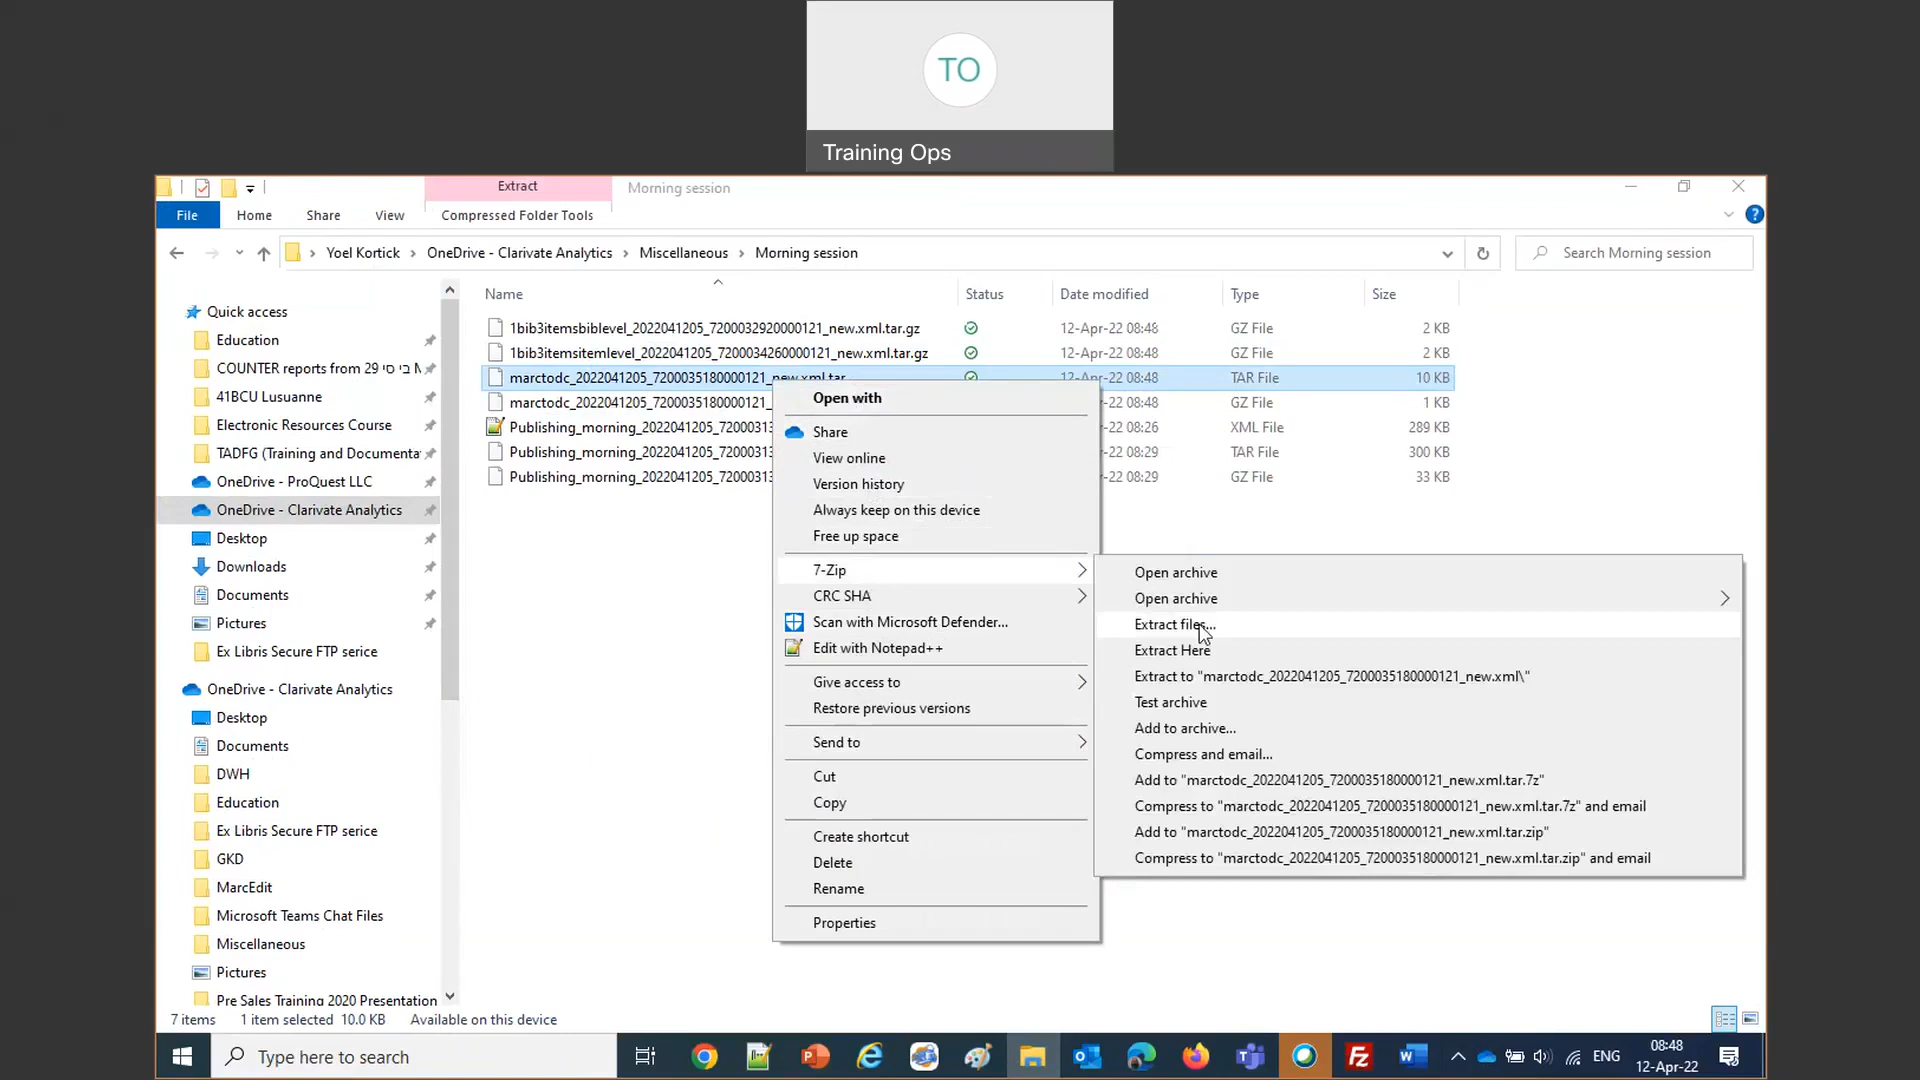 TO
Training Ops
Extract
Morning session
File
Home
Share
View
Compressed Folder Tools
Yoel Kortick
OneDrive - Clarivate Analytics
Miscellaneous
Morning session
Search Morning session
Name
Status
Date modified
Type
Size
1bib3itemsbiblevel_2022041205_7200032920000121_new.xml.tar.gz 12-Apr-22 08:48 GZ File 2 KB
1bib3itemsitemlevel_2022041205_7200034260000121_new.xml.tar.gz 12-Apr-22 08:48 GZ File 2 KB
marctodc_2022041205_7200035180000121_new.xml.tar 12-Apr-22 08:48 TAR File 10 KB
marctodc_2022041205_7200035180000121_ -22 08:48 GZ File 1 KB
Publishing_morning_2022041205_72000313 -22 08:26 XML File 289 KB
Publishing_morning_2022041205_72000313 -22 08:29 TAR File 300 KB
Publishing_morning_2022041205_72000313 -22 08:29 GZ File 33 KB
Quick access
Education
COUNTER reports from 29 בי סי
41BCU Lusuanne
Electronic Resources Course
TADFG (Training and Documenta
OneDrive - ProQuest LLC
OneDrive - Clarivate Analytics
Desktop
Downloads
Documents
Pictures
Ex Libris Secure FTP serice
OneDrive - Clarivate Analytics
Desktop
Documents
DWH
Education
Ex Libris Secure FTP serice
GKD
MarcEdit
Microsoft Teams Chat Files
Miscellaneous
Pictures
Pre Sales Training 2020 Presentation
Open with
Share
View online
Version history
Always keep on this device
Free up space
7-Zip
CRC SHA
Scan with Microsoft Defender...
Edit with Notepad++
Give access to
Restore previous versions
Send to
Cut
Copy
Create shortcut
Delete
Rename
Properties
Open archive
Open archive
Extract files...
Extract Here
Extract to "marctodc_2022041205_7200035180000121_new.xml\"
Test archive
Add to archive...
Compress and email...
Add to "marctodc_2022041205_7200035180000121_new.xml.tar.7z"
Compress to "marctodc_2022041205_7200035180000121_new.xml.tar.7z" and email
Add to "marctodc_2022041205_7200035180000121_new.xml.tar.zip"
Compress to "marctodc_2022041205_7200035180000121_new.xml.tar.zip" and email
7 items 1 item selected 10.0 KB Available on this device
Type here to search
ENG
08:48
12-Apr-22